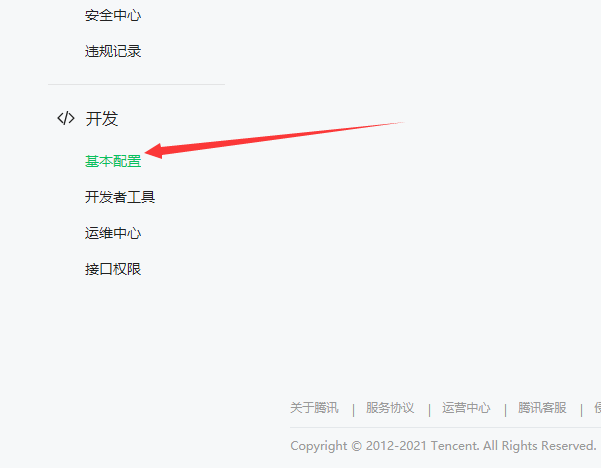 安全中心
违规记录
开发
基本配置
开发者工具
运维中心
接口权限
关于腾讯 | 服务协议 | 运营中心 | 腾讯客服 |
Copyright © 2012-2021 Tencent. All Rights Reserved.